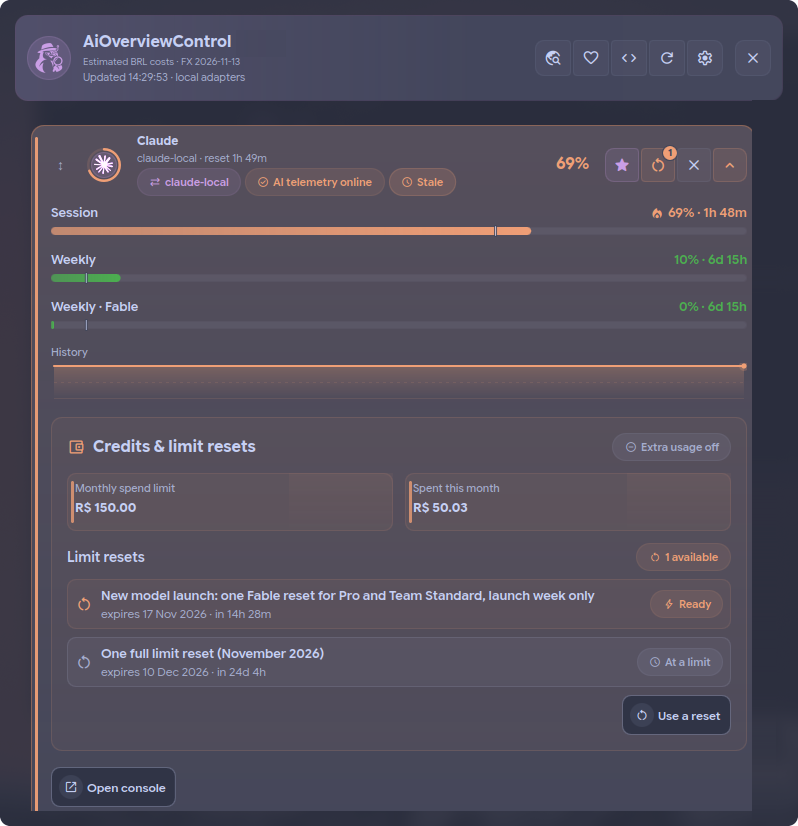 AiOverviewControl
Estimated BRL costs · FX 2026-11-13
Updated 14:29:53 · local adapters
Claude
claude-local · reset 1h 49m
claude-local
AI telemetry online
Stale
69%
1
Session
69% · 1h 48m
Weekly
10% · 6d 15h
Weekly · Fable
0% · 6d 15h
History
Credits & limit resets
Extra usage off
Monthly spend limit
R$ 150.00
Spent this month
R$ 50.03
Limit resets
1 available
New model launch: one Fable reset for Pro and Team Standard, launch week only
expires 17 Nov 2026 · in 14h 28m
Ready
One full limit reset (November 2026)
expires 10 Dec 2026 · in 24d 4h
At a limit
Use a reset
Open console